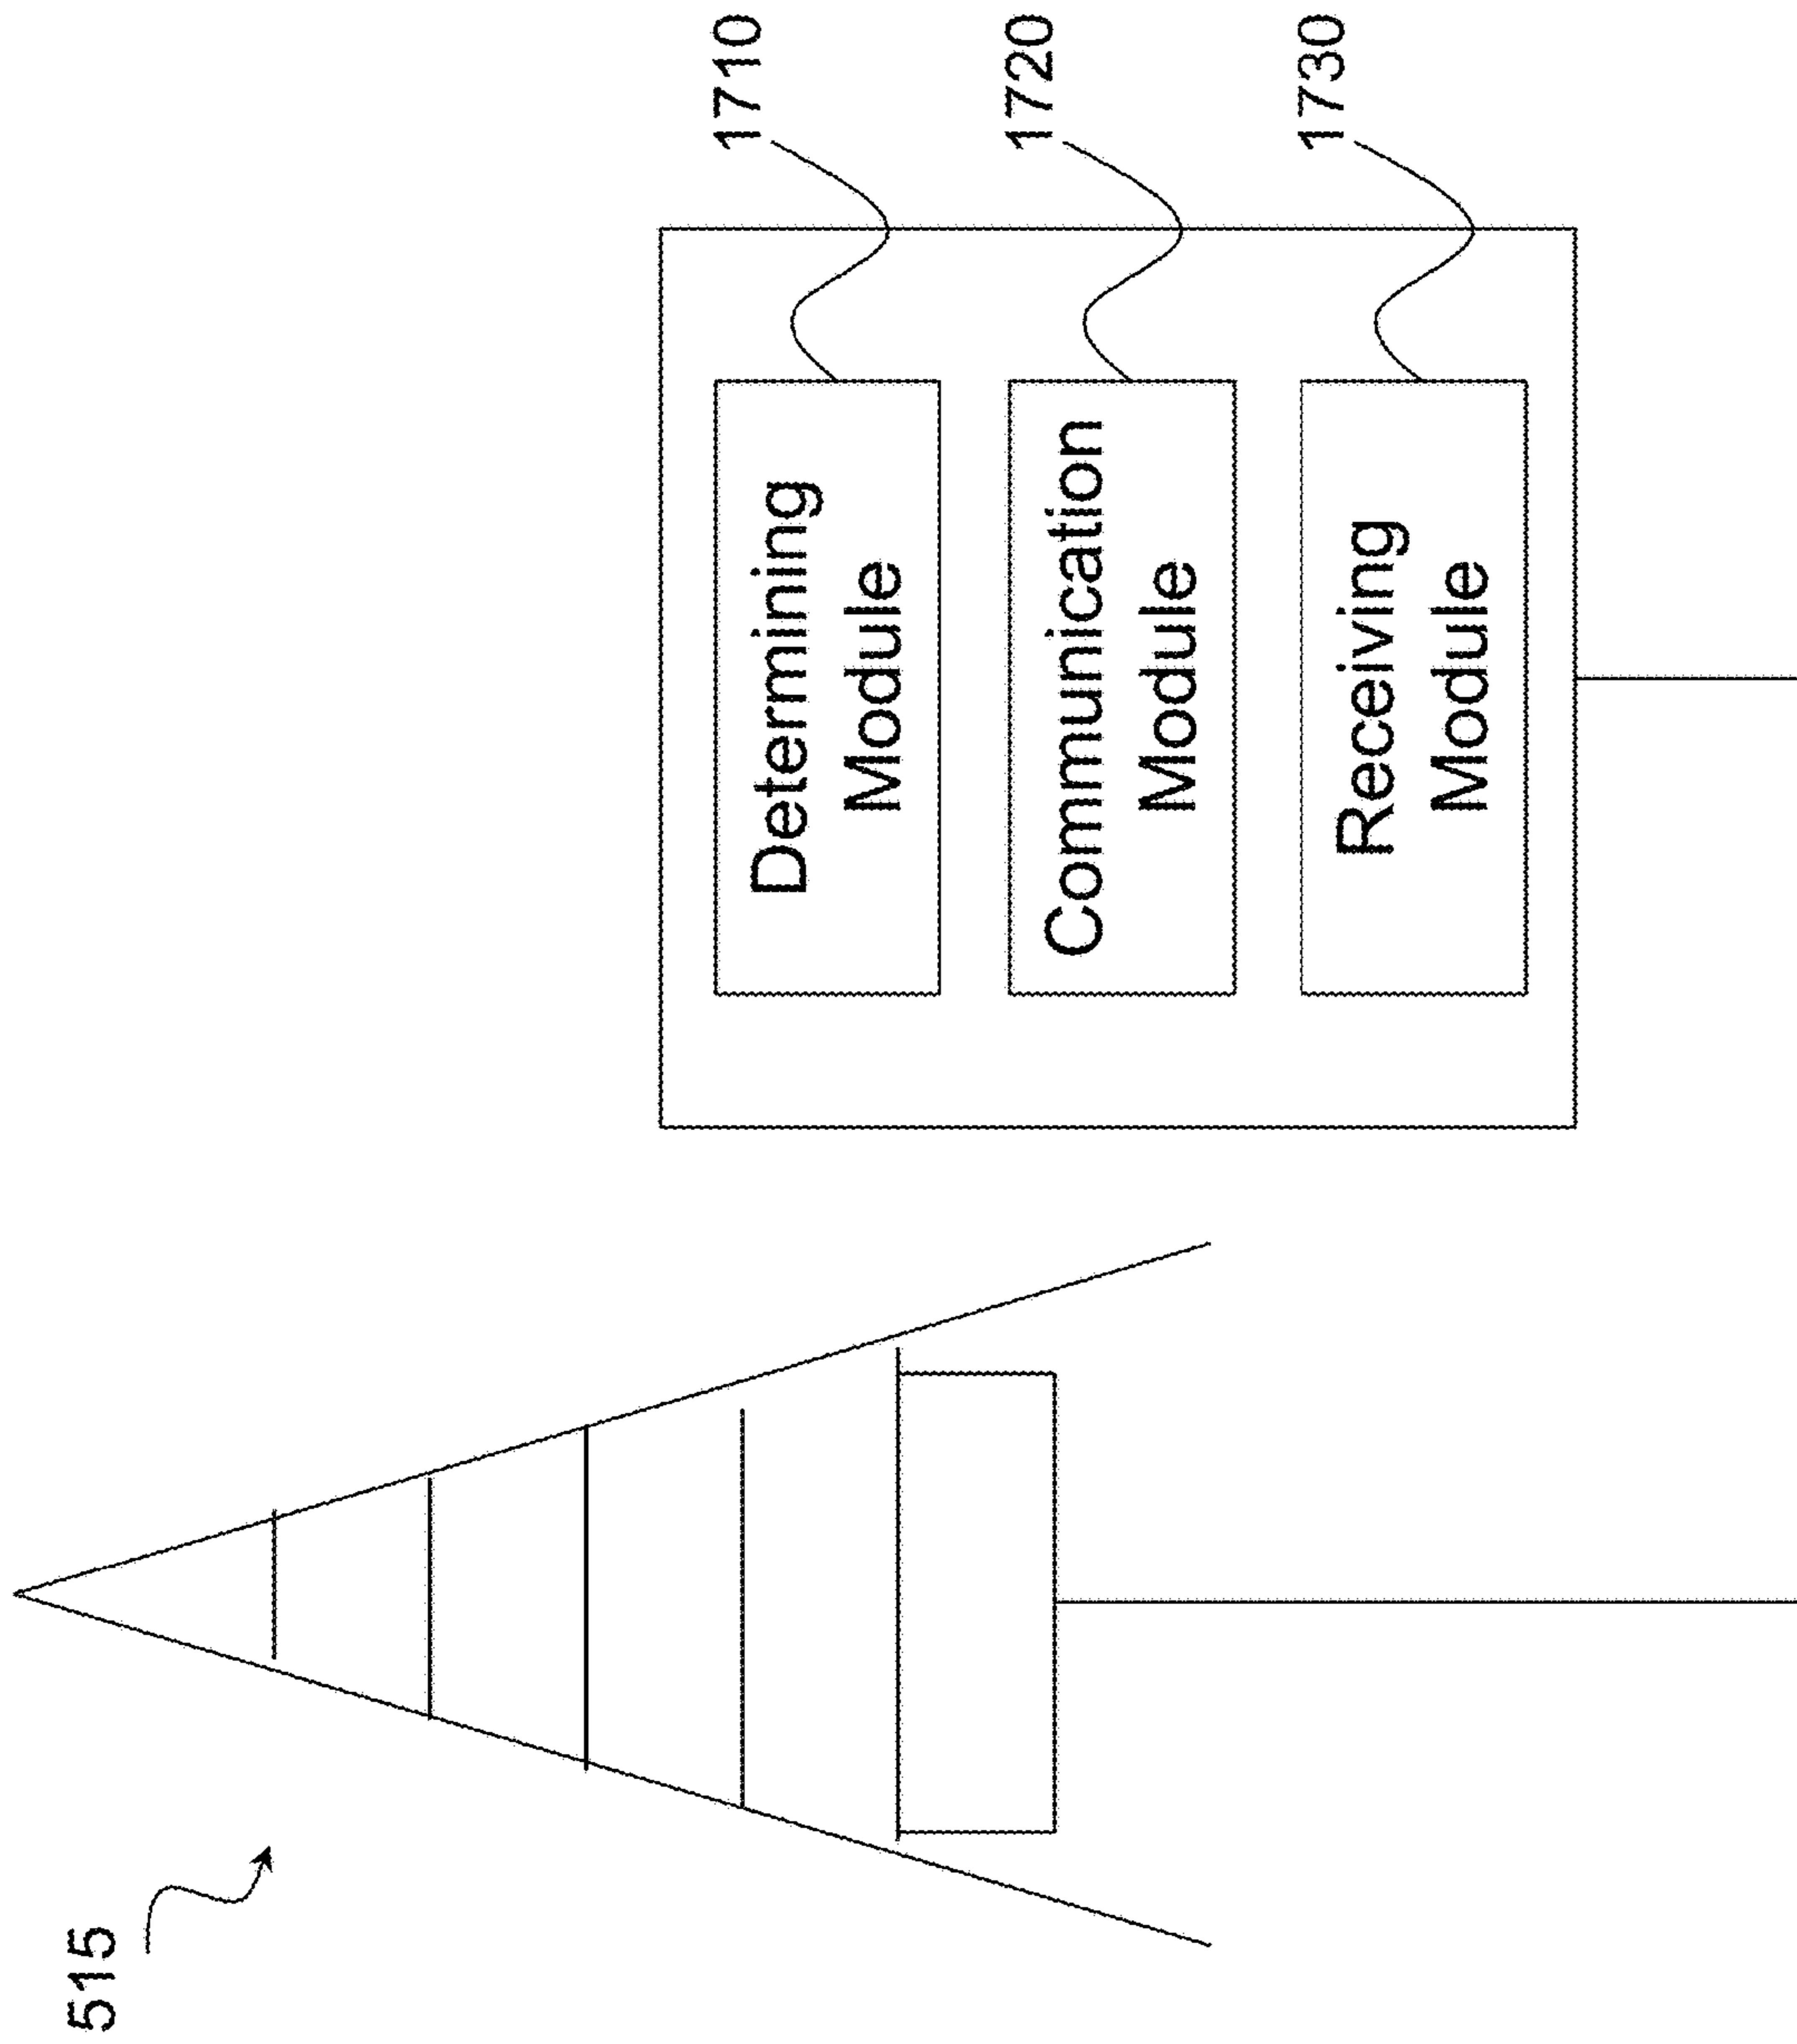 515
Determining
Module
1710
Communication
Module
1720
Receiving
Module
1730